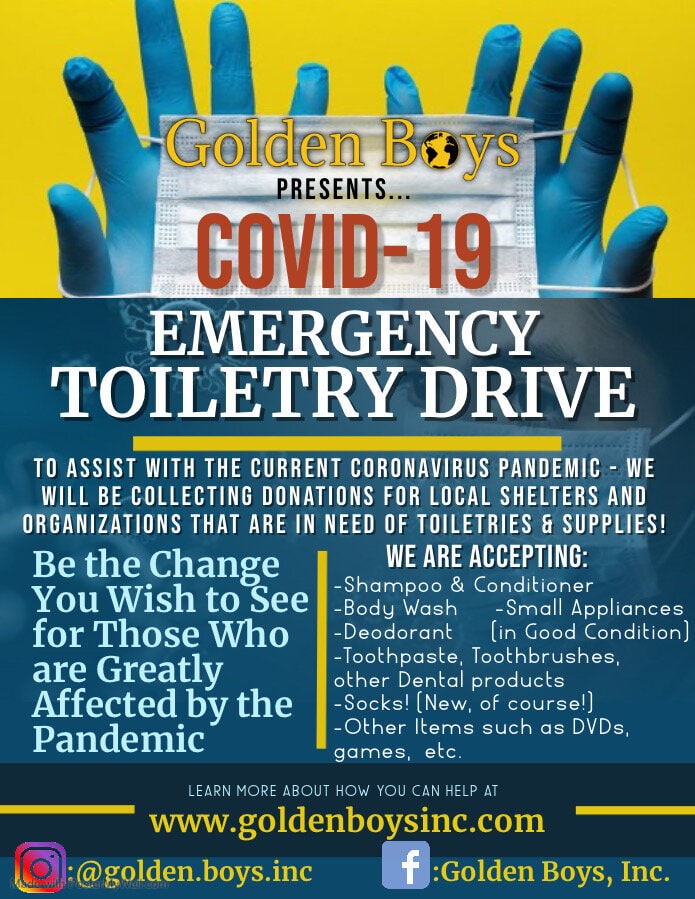 Golden Boys
PRESENTS...
COVID-19
EMERGENCY
TOILETRY DRIVE
TO ASSIST WITH THE CURRENT CORONAVIRUS PANDEMIC - WE
WILL BE COLLECTING DONATIONS FOR LOCAL SHELTERS AND
ORGANIZATIONS THAT ARE IN NEED OF TOILETRIES & SUPPLIES!
Be the Change
You Wish to See
for Those Who
are Greatly
Affected by the
Pandemic
WE ARE ACCEPTING:
-Shampoo & Conditioner
-Body Wash -Small Appliances
-Deodorant (in Good Condition)
-Toothpaste, Toothbrushes,
other Dental products
-Socks! (New, of course!)
-Other Items such as DVDs,
games, etc.
LEARN MORE ABOUT HOW YOU CAN HELP AT
www.goldenboysinc.com
:@golden.boys.inc
f :Golden Boys, Inc.
Made with PosterMyWall.com